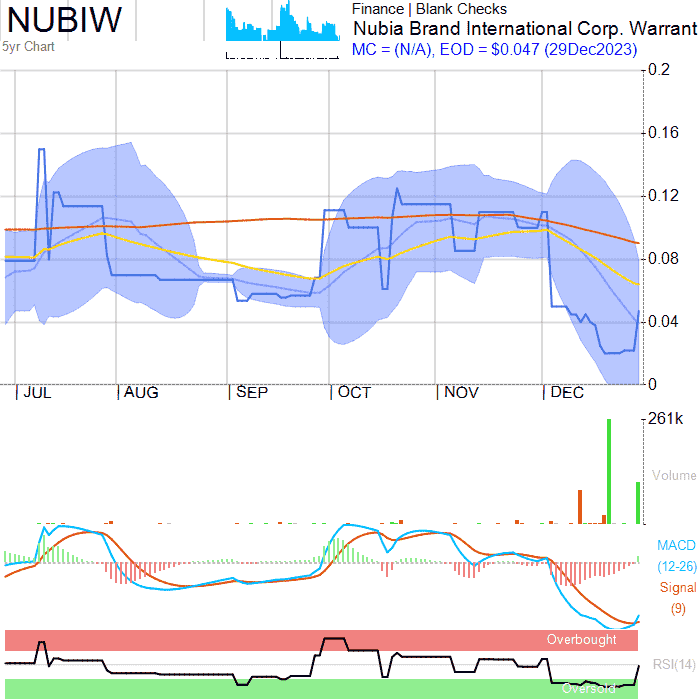 NUBIW
5yr Chart
Finance | Blank Checks
Nubia Brand International Corp. Warrant
MC = (N/A), EOD = $0.047 (29Dec2023)
0.2
0.16
0.12
0.08
0.04
0
JUL AUG SEP OCT NOV DEC
261k
Volume
MACD
(12-26)
Signal
(9)
Overbought
RSI(14)
Oversold